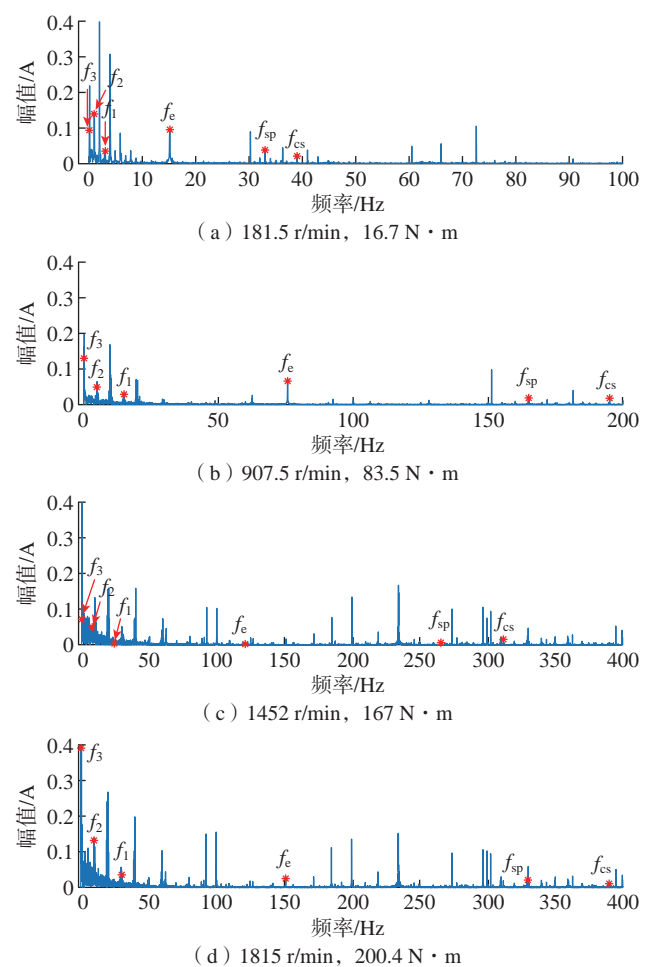 0.4
0.3
0.2
0.1
0
幅值/A
f3
f2
f1
fe
fsp
fcs
0 10 20 30 40 50 60 70 80 90 100
频率/Hz
(a)181.5 r/min, 16.7 N·m
0.4
0.3
0.2
0.1
0
幅值/A
f3
f2
f1
fe
fsp
fcs
0 50 100 150 200
频率/Hz
(b)907.5 r/min, 83.5 N·m
0.4
0.3
0.2
0.1
0
幅值/A
f3
f2
f1
fe
fsp
fcs
0 50 100 150 200 250 300 350 400
频率/Hz
(c)1452 r/min, 167 N·m
0.4
0.3
0.2
0.1
0
幅值/A
f3
f2
f1
fe
fsp
fcs
0 50 100 150 200 250 300 350 400
频率/Hz
(d)1815 r/min, 200.4 N·m